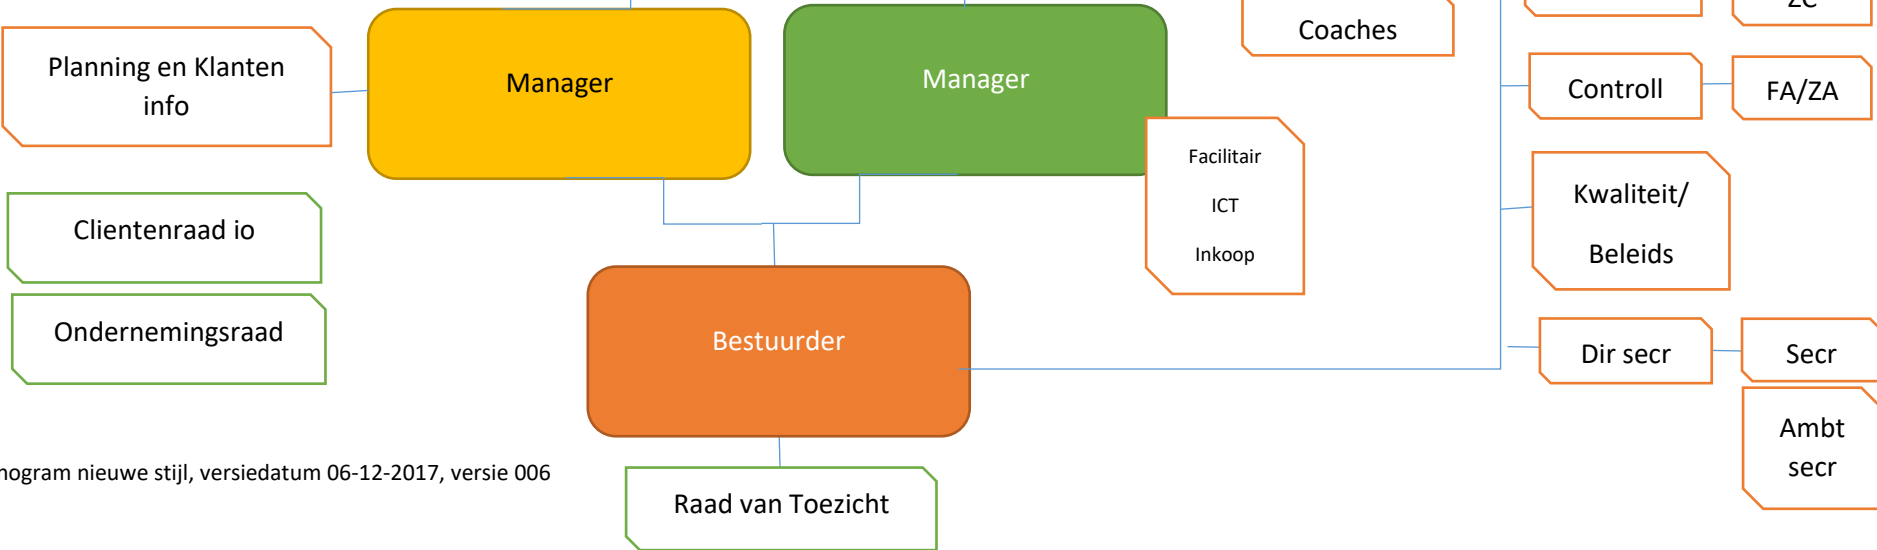 ZC
Coaches
Planning en Klanten
info
Manager
Manager
Controll
FA/ZA
Facilitair
ICT
Inkoop
Kwaliteit/
Beleids
Clientenraad io
Ondernemingsraad
Bestuurder
Dir secr
Secr
Ambt
secr
nogram nieuwe stijl, versiedatum 06-12-2017, versie 006
Raad van Toezicht